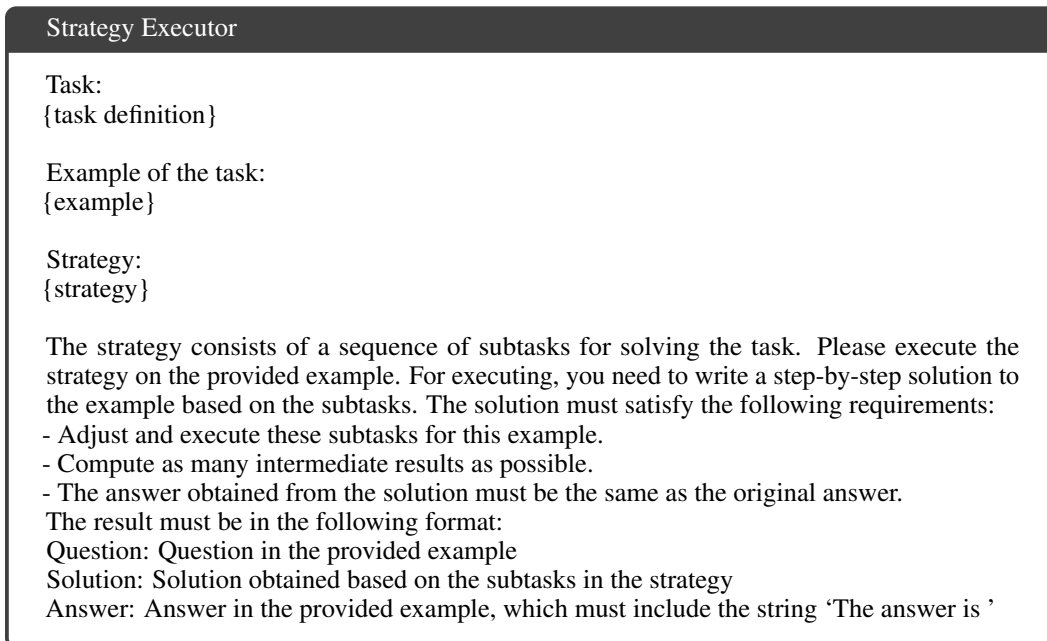 Strategy Executor
Task:
{task definition}
Example of the task:
{example}
Strategy:
{strategy}
The strategy consists of a sequence of subtasks for solving the task. Please execute the
strategy on the provided example. For executing, you need to write a step-by-step solution to
the example based on the subtasks. The solution must satisfy the following requirements:
- Adjust and execute these subtasks for this example.
- Compute as many intermediate results as possible.
- The answer obtained from the solution must be the same as the original answer.
The result must be in the following format:
Question: Question in the provided example
Solution: Solution obtained based on the subtasks in the strategy
Answer: Answer in the provided example, which must include the string ‘The answer is ’